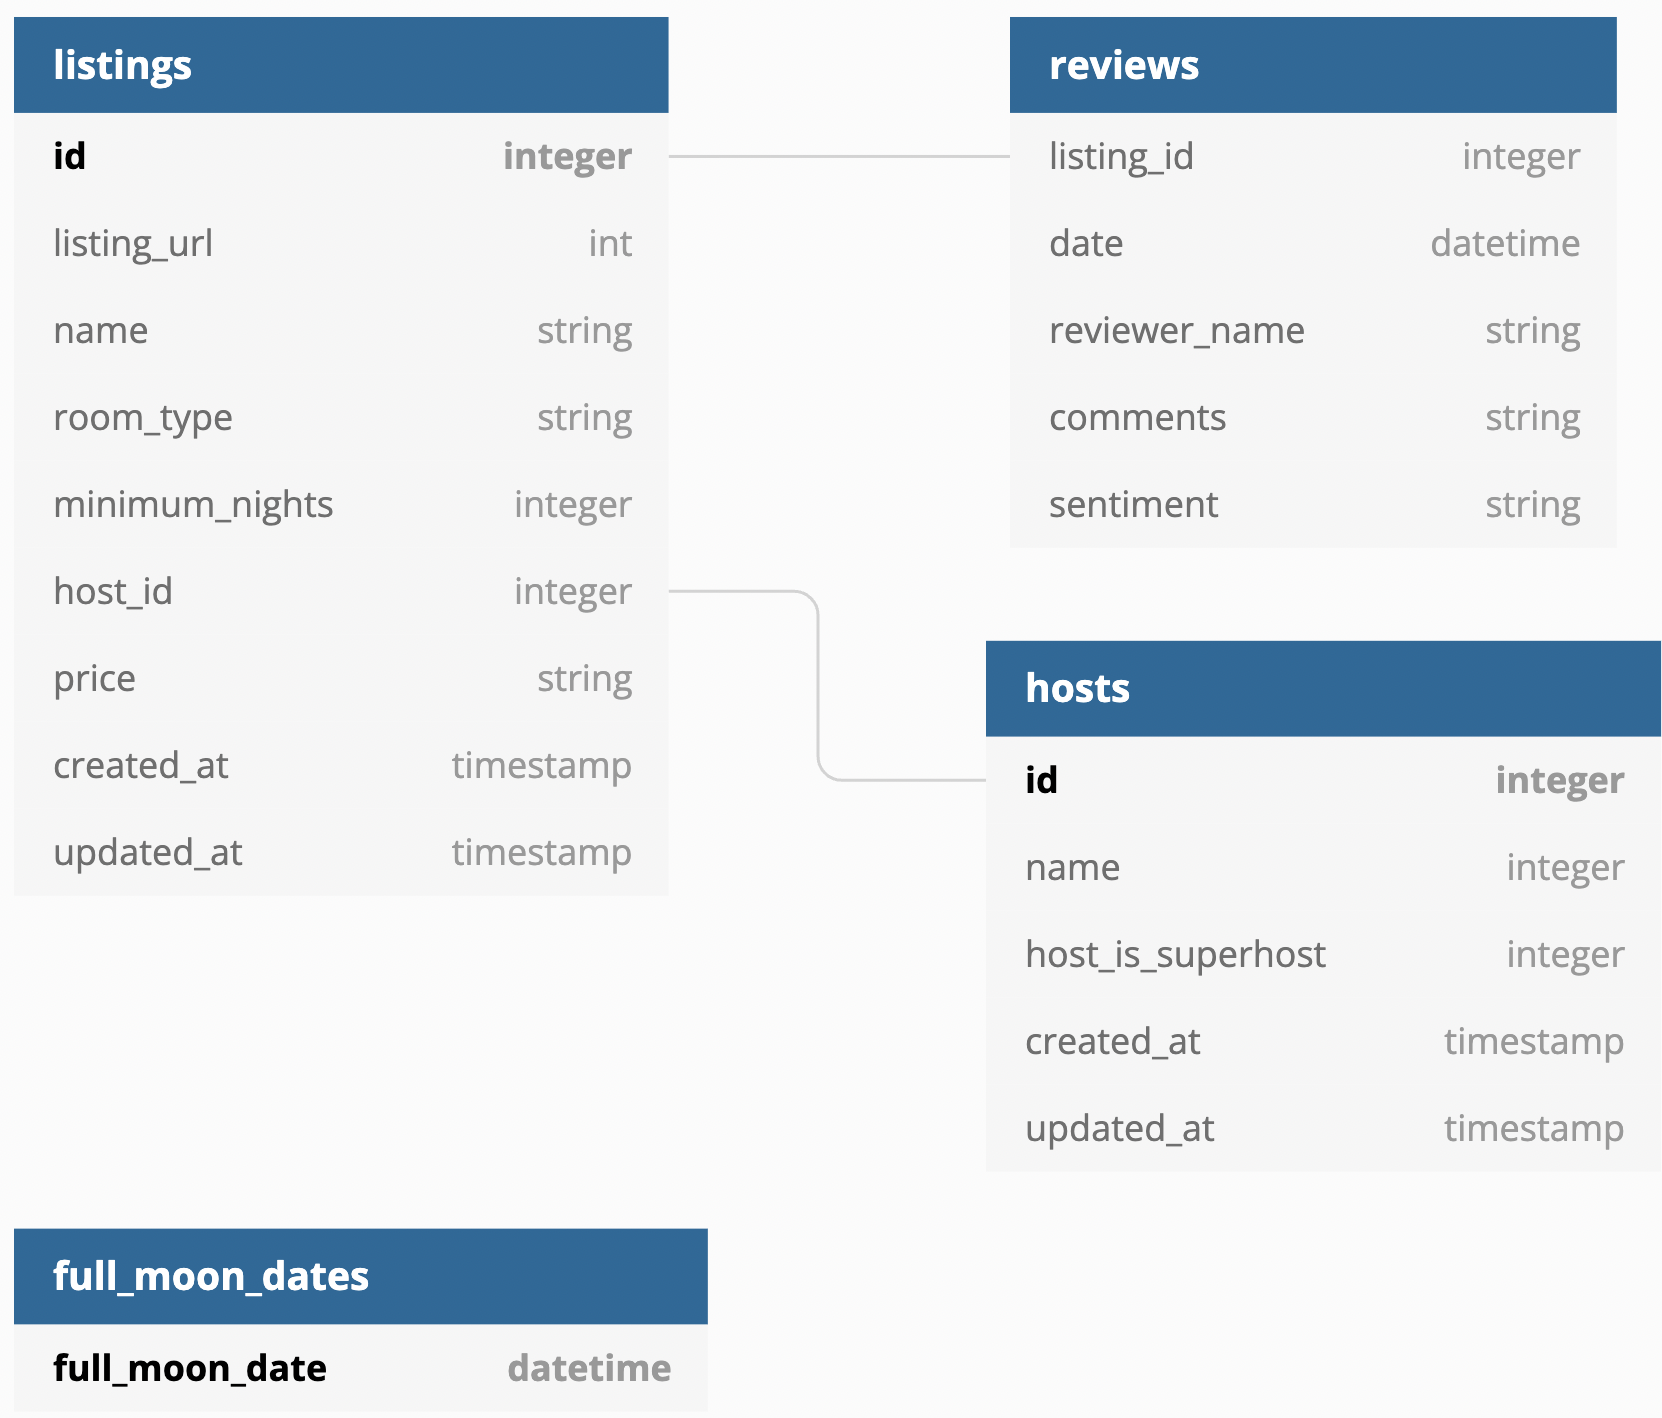 listings
id integer
listing_url int
name string
room_type string
minimum_nights integer
host_id integer
price string
created_at timestamp
updated_at timestamp
reviews
listing_id integer
date datetime
reviewer_name string
comments string
sentiment string
hosts
id integer
name integer
host_is_superhost integer
created_at timestamp
updated_at timestamp
full_moon_dates
full_moon_date datetime